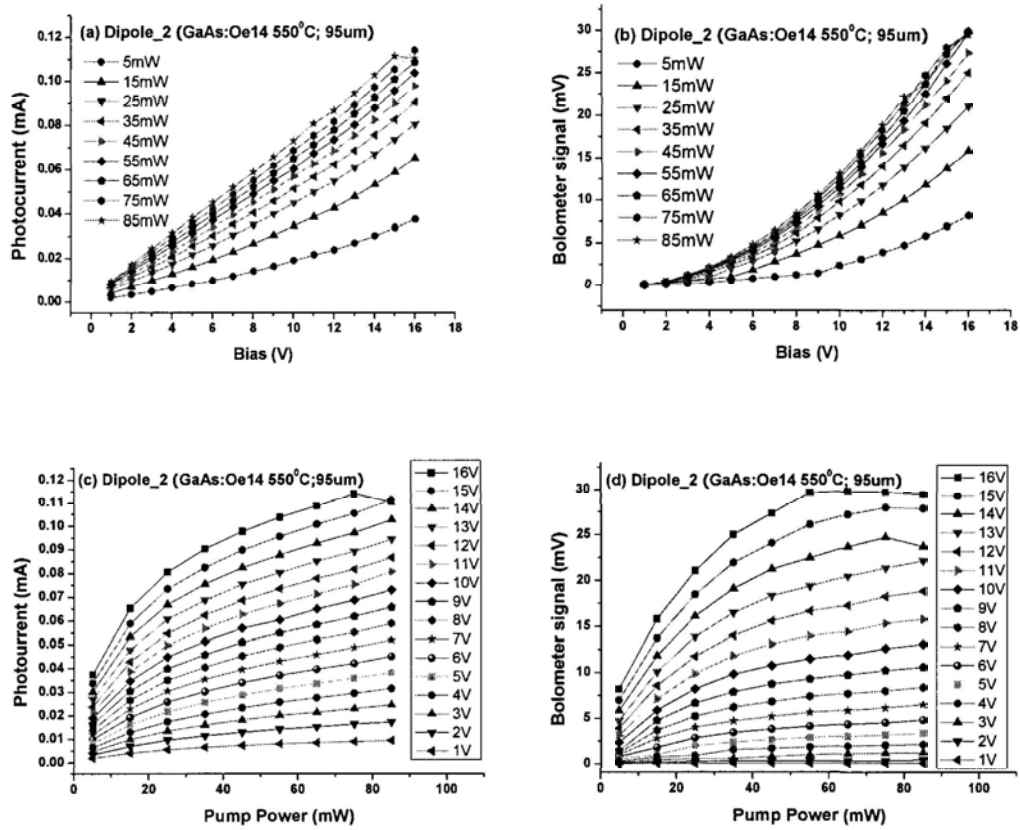 (a) Dipole_2 (GaAs:Oe14 550⁰C; 95um)
5mW
15mW
25mW
35mW
45mW
55mW
65mW
75mW
85mW
0.12
0.10
0.08
0.06
0.04
0.02
0.00
Photocurrent (mA)
0 2 4 6 8 10 12 14 16 18
Bias (V)
(b) Dipole_2 (GaAs:Oe14 550⁰C; 95um)
5mW
15mW
25mW
35mW
45mW
55mW
65mW
75mW
85mW
30
25
20
15
10
5
0
Bolometer signal (mV)
0 2 4 6 8 10 12 14 16 18
Bias (V)
(c) Dipole_2 (GaAs:Oe14 550⁰C;95um)
16V
15V
14V
13V
12V
11V
10V
9V
8V
7V
6V
5V
4V
3V
2V
1V
0.12
0.11
0.10
0.09
0.08
0.07
0.06
0.05
0.04
0.03
0.02
0.01
0.00
Photourrent (mA)
0 20 40 60 80 100
Pump Power (mW)
(d) Dipole_2 (GaAs:Oe14 550⁰C; 95um)
16V
15V
14V
13V
12V
11V
10V
9V
8V
7V
6V
5V
4V
3V
2V
1V
30
25
20
15
10
5
0
Bolometer signal (mV)
0 20 40 60 80 100
Pump Power (mW)